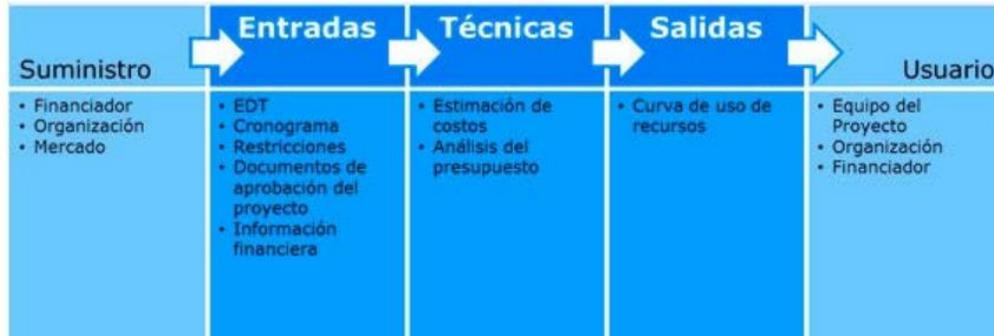 Suministro
Entradas
Técnicas
Salidas
Usuario
• Financiador
• Organización
• Mercado
• EDT
• Cronograma
• Restricciones
• Documentos de
aprobación del
proyecto
• Información
financiera
• Estimación de
costos
• Análisis del
presupuesto
• Curva de uso de
recursos
• Equipo del
Proyecto
• Organización
• Financiador